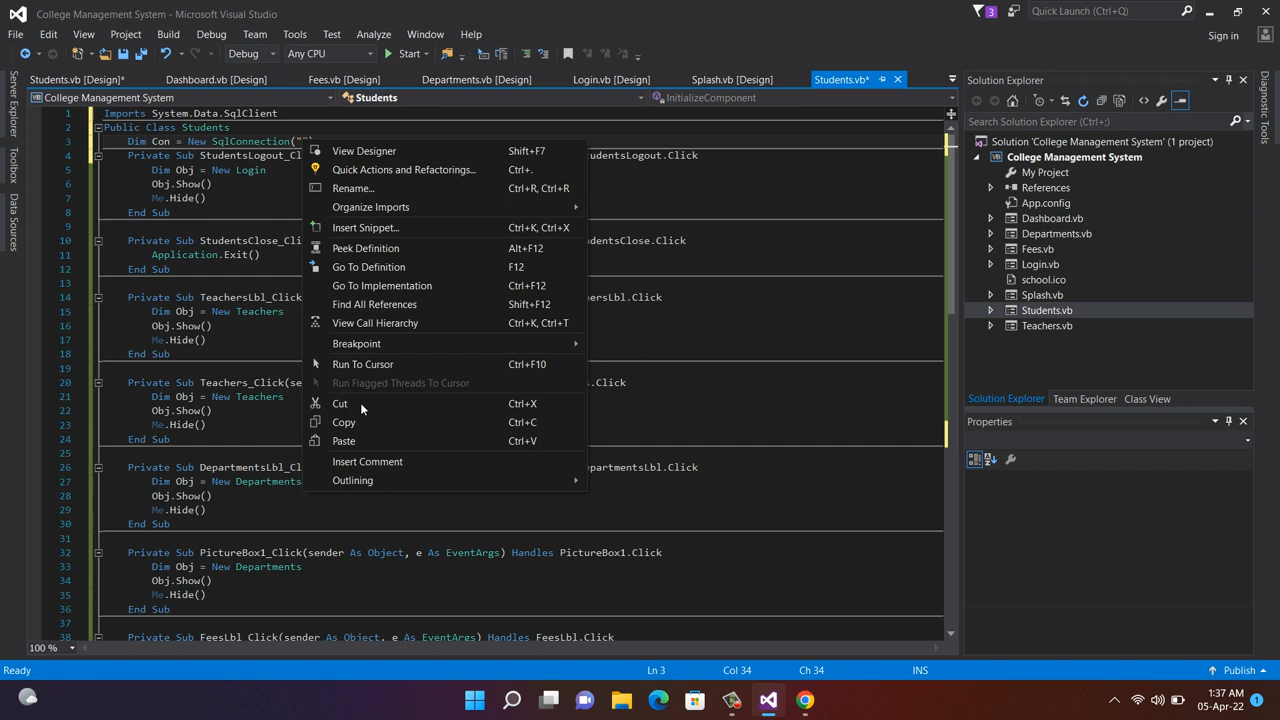 College Management System - Microsoft Visual Studio
3
Quick Launch (Ctrl+Q)
File Edit View Project Build Debug Team Tools Test Analyze Window Help
Sign in
Debug Any CPU Start
Students.vb [Design]* Dashboard.vb [Design] Fees.vb [Design] Departments.vb [Design] Login.vb [Design] Splash.vb [Design] Students.vb*
College Management System Students InitializeComponent
Server Explorer
Toolbox
Data Sources
1 Imports System.Data.SqlClient
2 Public Class Students
3 Dim Con = New SqlConnection("")
4 Private Sub StudentsLogout_Cl tudentsLogout.Click
5 Dim Obj = New Login
6 Obj.Show()
7 Me.Hide()
8 End Sub
9
10 Private Sub StudentsClose_Cli udentsClose.Click
11 Application.Exit()
12 End Sub
13
14 Private Sub TeachersLbl_Click hersLbl.Click
15 Dim Obj = New Teachers
16 Obj.Show()
17 Me.Hide()
18 End Sub
19
20 Private Sub Teachers_Click(se s.Click
21 Dim Obj = New Teachers
22 Obj.Show()
23 Me.Hide()
24 End Sub
25
26 Private Sub DepartmentsLbl_Cl epartmentsLbl.Click
27 Dim Obj = New Departments
28 Obj.Show()
29 Me.Hide()
30 End Sub
31
32 Private Sub PictureBox1_Click(sender As Object, e As EventArgs) Handles PictureBox1.Click
33 Dim Obj = New Departments
34 Obj.Show()
35 Me.Hide()
36 End Sub
37
38 Private Sub FeesLbl_Click(sender As Object, e As EventArgs) Handles FeesLbl.Click
View Designer Shift+F7
Quick Actions and Refactorings... Ctrl+.
Rename... Ctrl+R, Ctrl+R
Organize Imports
Insert Snippet... Ctrl+K, Ctrl+X
Peek Definition Alt+F12
Go To Definition F12
Go To Implementation Ctrl+F12
Find All References Shift+F12
View Call Hierarchy Ctrl+K, Ctrl+T
Breakpoint
Run To Cursor Ctrl+F10
Run Flagged Threads To Cursor
Cut Ctrl+X
Copy Ctrl+C
Paste Ctrl+V
Insert Comment
Outlining
Solution Explorer
Search Solution Explorer (Ctrl+;)
Solution 'College Management System' (1 project)
College Management System
My Project
References
App.config
Dashboard.vb
Departments.vb
Fees.vb
Login.vb
school.ico
Splash.vb
Students.vb
Teachers.vb
Solution Explorer Team Explorer Class View
Properties
Diagnostic Tools
100 %
Ready Ln 3 Col 34 Ch 34 INS Publish
1:37 AM
05-Apr-22
1